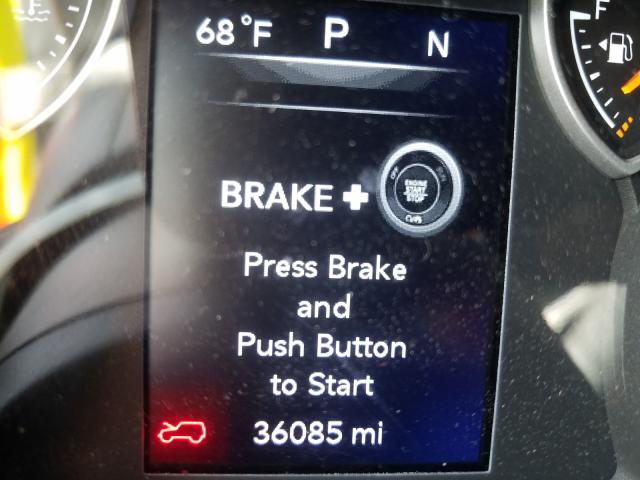 68°F P N
F
BRAKE +
ENGINE
START
STOP
Press Brake
and
Push Button
to Start
36085 mi